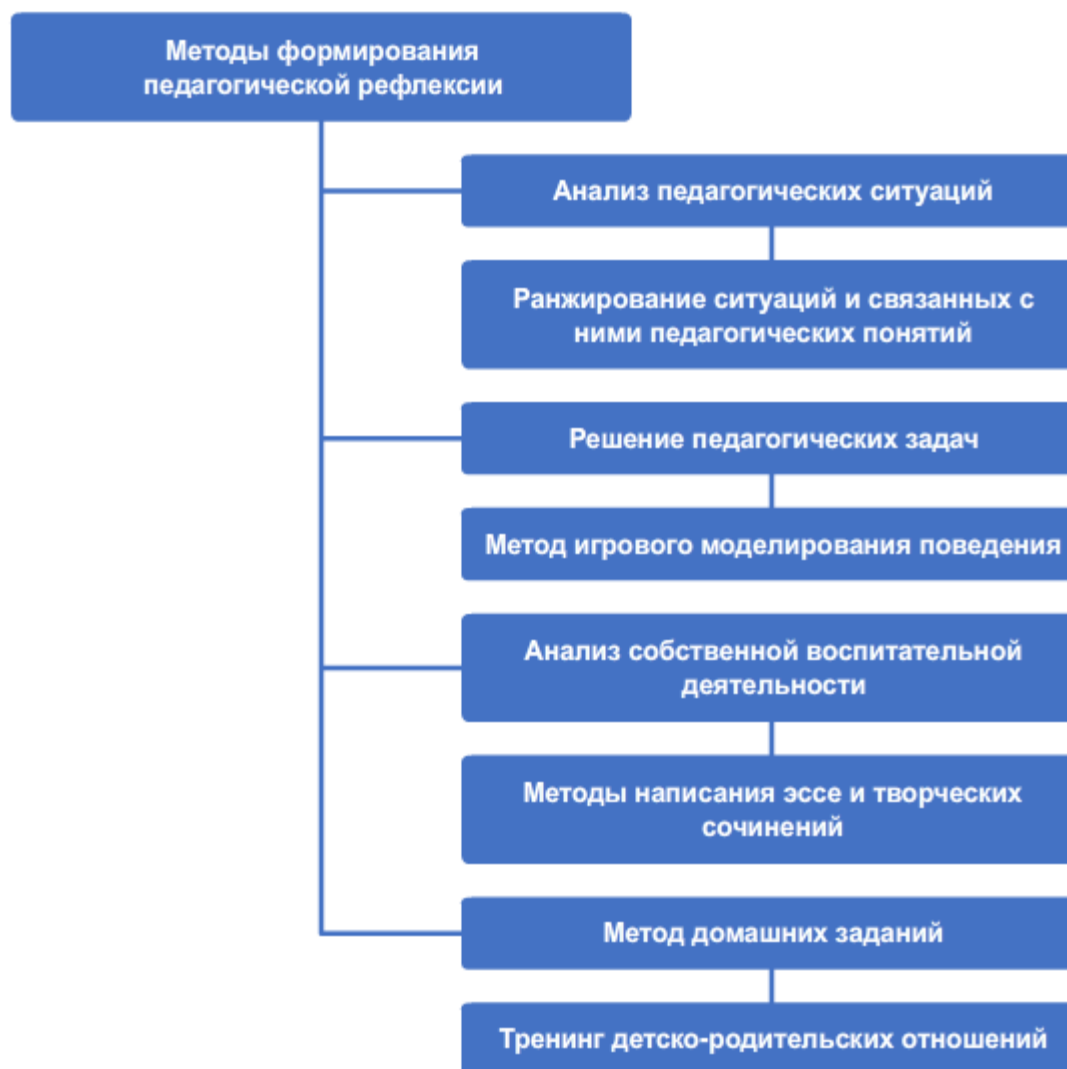 Методы формирования
педагогической рефлексии
Анализ педагогических ситуаций
Ранжирование ситуаций и связанных с
ними педагогических понятий
Решение педагогических задач
Метод игрового моделирования поведения
Анализ собственной воспитательной
деятельности
Методы написания эссе и творческих
сочинений
Метод домашних заданий
Тренинг детско-родительских отношений